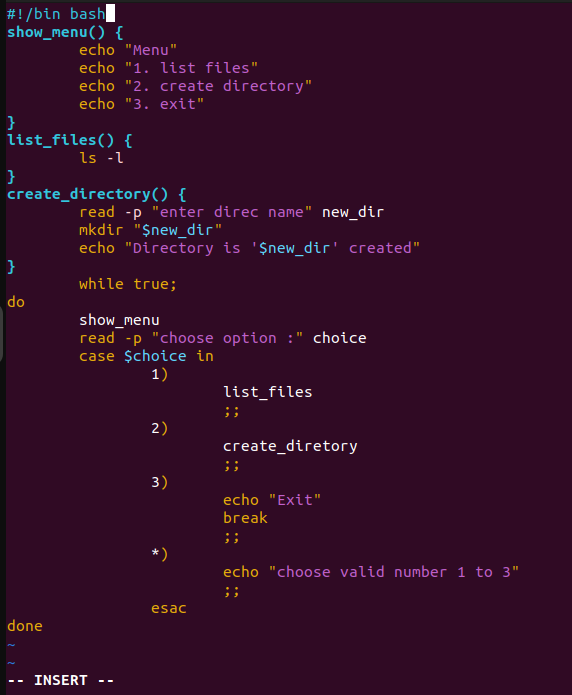 #!/bin bash
show_menu() {
        echo "Menu"
        echo "1. list files"
        echo "2. create directory"
        echo "3. exit"
}
list_files() {
        ls -l
}
create_directory() {
        read -p "enter direc name" new_dir
        mkdir "$new_dir"
        echo "Directory is '$new_dir' created"
}
        while true;
do
        show_menu
        read -p "choose option :" choice
        case $choice in
                1)
                        list_files
                        ;;
                2)
                        create_diretory
                        ;;
                3)
                        echo "Exit"
                        break
                        ;;
                *)
                        echo "choose valid number 1 to 3"
                        ;;
                esac
done
~
~
-- INSERT --